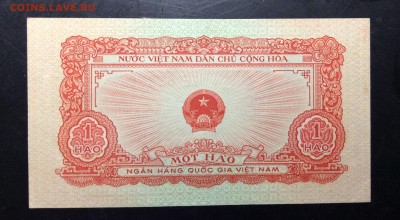 COINS.LAVE.RU
NƯỚC VIỆT NAM DÂN CHỦ CỘNG HÒA
1 1
HÀO HÀO
MỘT HÀO
NGÂN HÀNG QUỐC GIA VIỆT NAM